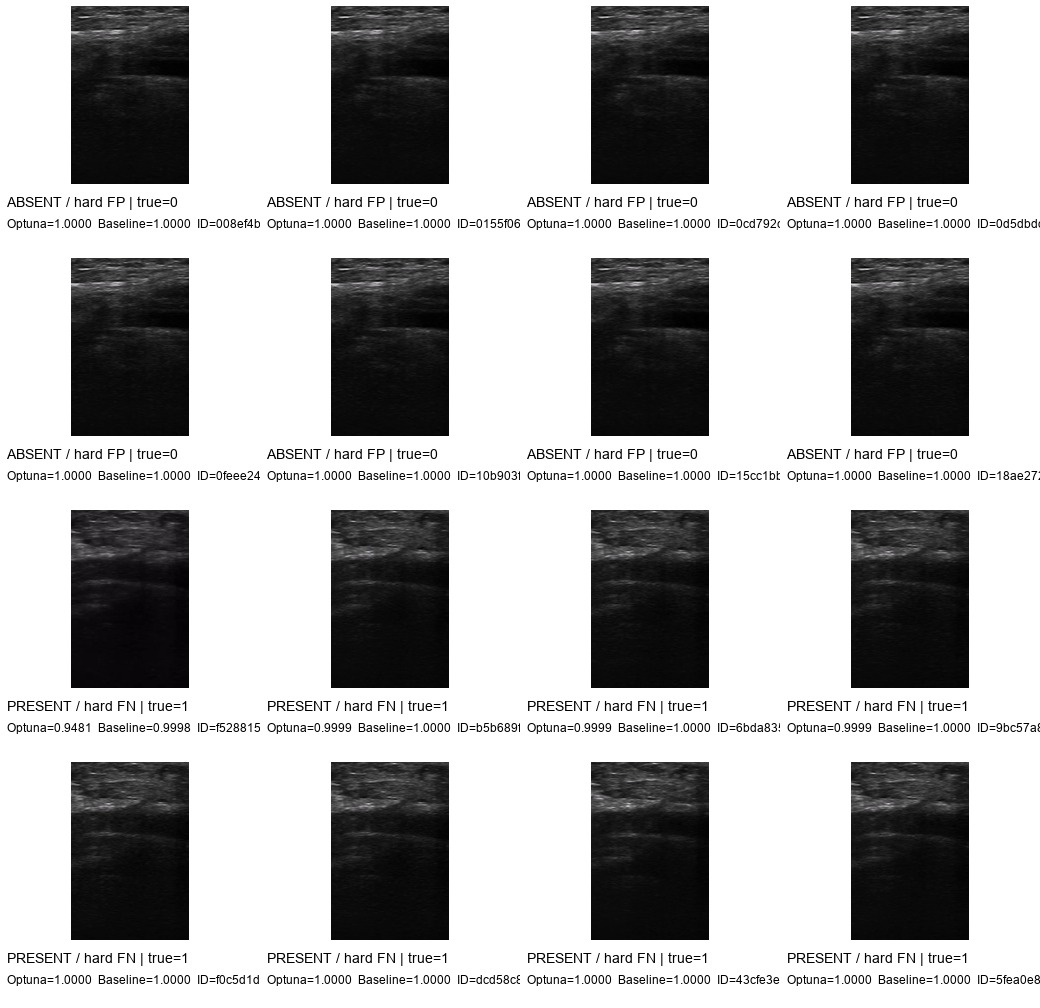 ABSENT / hard FP | true=0 ABSENT / hard FP | true=0 ABSENT / hard FP | true=0 ABSENT / hard FP | true=0
Optuna=1.0000 Baseline=1.0000 ID=008ef4b Optuna=1.0000 Baseline=1.0000 ID=0155f06 Optuna=1.0000 Baseline=1.0000 ID=0cd792c Optuna=1.0000 Baseline=1.0000 ID=0d5dbdc
ABSENT / hard FP | true=0 ABSENT / hard FP | true=0 ABSENT / hard FP | true=0 ABSENT / hard FP | true=0
Optuna=1.0000 Baseline=1.0000 ID=0feee24 Optuna=1.0000 Baseline=1.0000 ID=10b903f Optuna=1.0000 Baseline=1.0000 ID=15cc1bb Optuna=1.0000 Baseline=1.0000 ID=18ae272
PRESENT / hard FN | true=1 PRESENT / hard FN | true=1 PRESENT / hard FN | true=1 PRESENT / hard FN | true=1
Optuna=0.9481 Baseline=0.9998 ID=f528815 Optuna=0.9999 Baseline=1.0000 ID=b5b689f Optuna=0.9999 Baseline=1.0000 ID=6bda835 Optuna=0.9999 Baseline=1.0000 ID=9bc57a8
PRESENT / hard FN | true=1 PRESENT / hard FN | true=1 PRESENT / hard FN | true=1 PRESENT / hard FN | true=1
Optuna=1.0000 Baseline=1.0000 ID=f0c5d1d Optuna=1.0000 Baseline=1.0000 ID=dcd58c8 Optuna=1.0000 Baseline=1.0000 ID=43cfe3e Optuna=1.0000 Baseline=1.0000 ID=5fea0e8